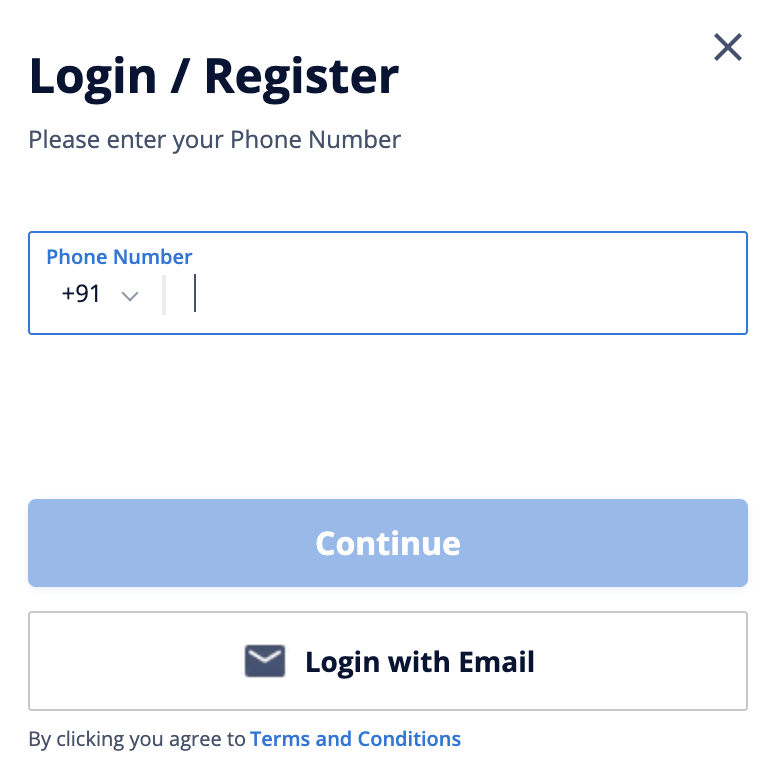 Login / Register
Please enter your Phone Number
Phone Number
+91
Continue
Login with Email
By clicking you agree to Terms and Conditions